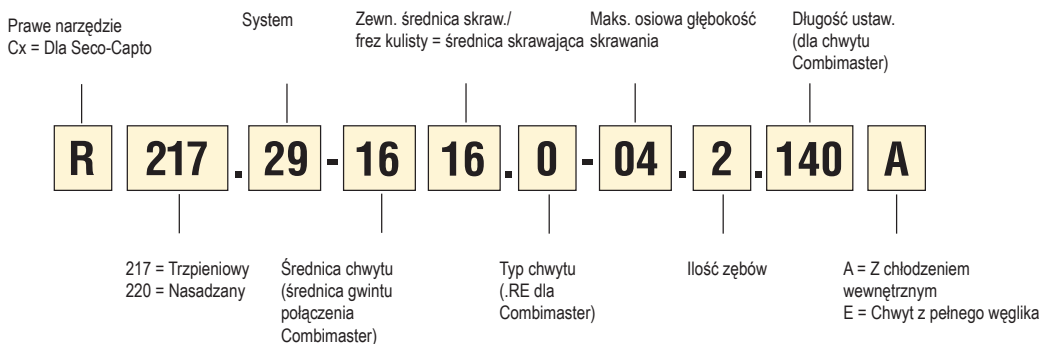 Prawe narzędzie
Cx = Dla Seco-Capto
System
Zewn. średnica skraw./
frez kulisty = średnica skrawająca
Maks. osiowa głębokość
skrawania
Długość ustaw.
(dla chwytu
Combimaster)
R 217.29-16 16.0-04.2.140 A
217 = Trzpieniowy
220 = Nasadzany
Średnica chwytu
(średnica gwintu
połączenia
Combimaster)
Typ chwytu
(.RE dla
Combimaster)
Ilość zębów
A = Z chłodzeniem
wewnętrznym
E = Chwyt z pełnego węglika